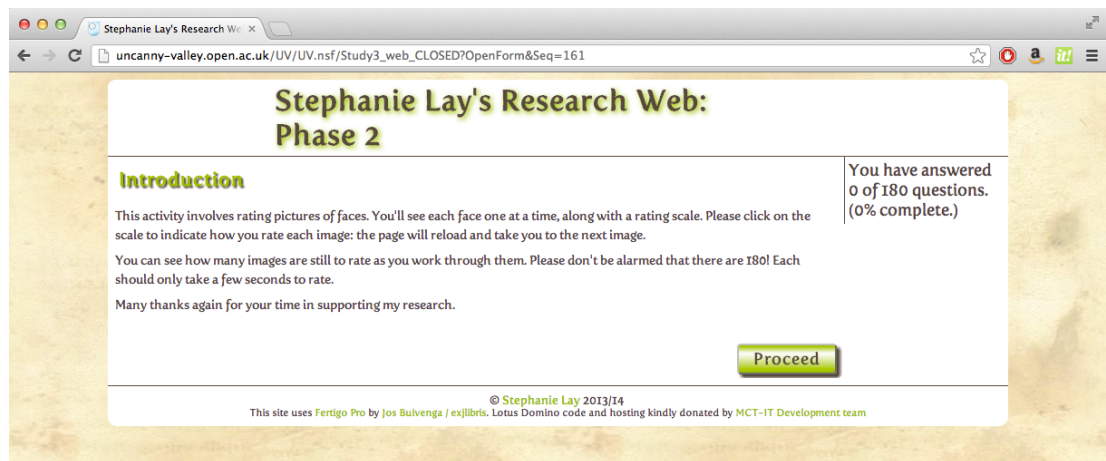 Stephanie Lay's Research We
uncanny-valley.open.ac.uk/UV/UV.nsf/Study3_web_CLOSED?OpenForm&Seq=161
a
it!
Stephanie Lay's Research Web:
Phase 2
Introduction
This activity involves rating pictures of faces. You'll see each face one at a time, along with a rating scale. Please click on the
scale to indicate how you rate each image: the page will reload and take you to the next image.
You can see how many images are still to rate as you work through them. Please don't be alarmed that there are 180! Each
should only take a few seconds to rate.
Many thanks again for your time in supporting my research.
You have answered
0 of 180 questions.
(0% complete.)
Proceed
© Stephanie Lay 2013/14
This site uses Fertigo Pro by Jos Buivenga / exjlibris. Lotus Domino code and hosting kindly donated by MCT-IT Development team